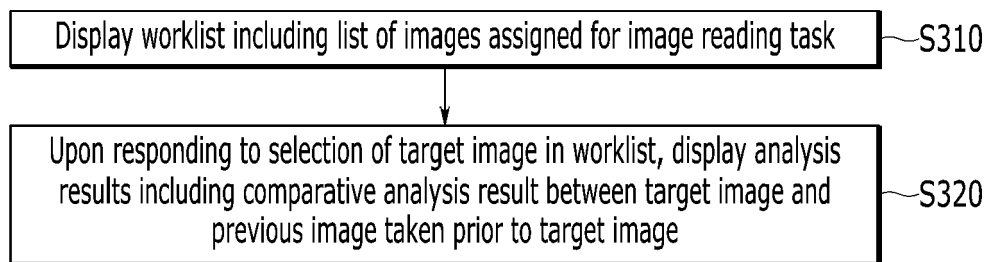 Display worklist including list of images assigned for image reading task
S310
Upon responding to selection of target image in worklist, display analysis
results including comparative analysis result between target image and
previous image taken prior to target image
S320